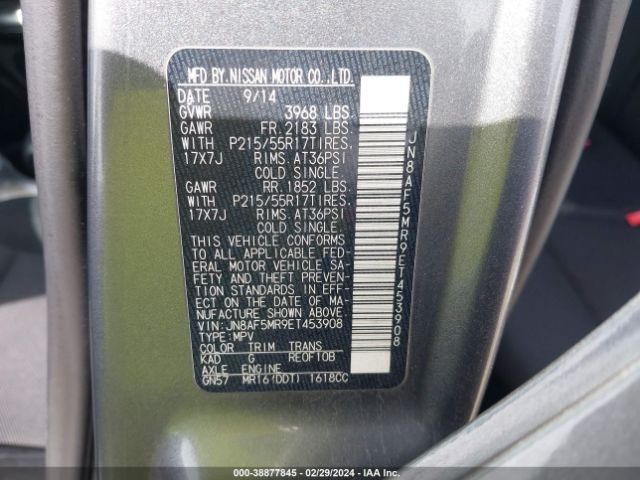 MFD BY NISSAN MOTOR CO.,LTD.
DATE 9/14
GVWR 3968 LBS.
GAWR FR. 2183 LBS.
WITH P215/55R17TIRES,
17X7J RIMS, AT36PSI
COLD SINGLE.
GAWR RR. 1852 LBS.
WITH P215/55R17TIRES,
17X7J RIMS, AT36PSI
COLD SINGLE.
THIS VEHICLE CONFORMS
TO ALL APPLICABLE FED-
ERAL MOTOR VEHICLE SA-
FETY AND THEFT PREVEN-
TION STANDARDS IN EFF-
ECT ON THE DATE OF MA-
NUFACTURE SHOWN ABOVE.
VIN:JN8AF5MR9ET453908
TYPE:MPV
COLOR TRIM TRANS
KAD G RE0F10B
AXLE ENGINE
GN57 MR16(DDT) 1618CC
JN8AF5MR9ET453908
000-38877845 - 02/29/2024 - IAA Inc.